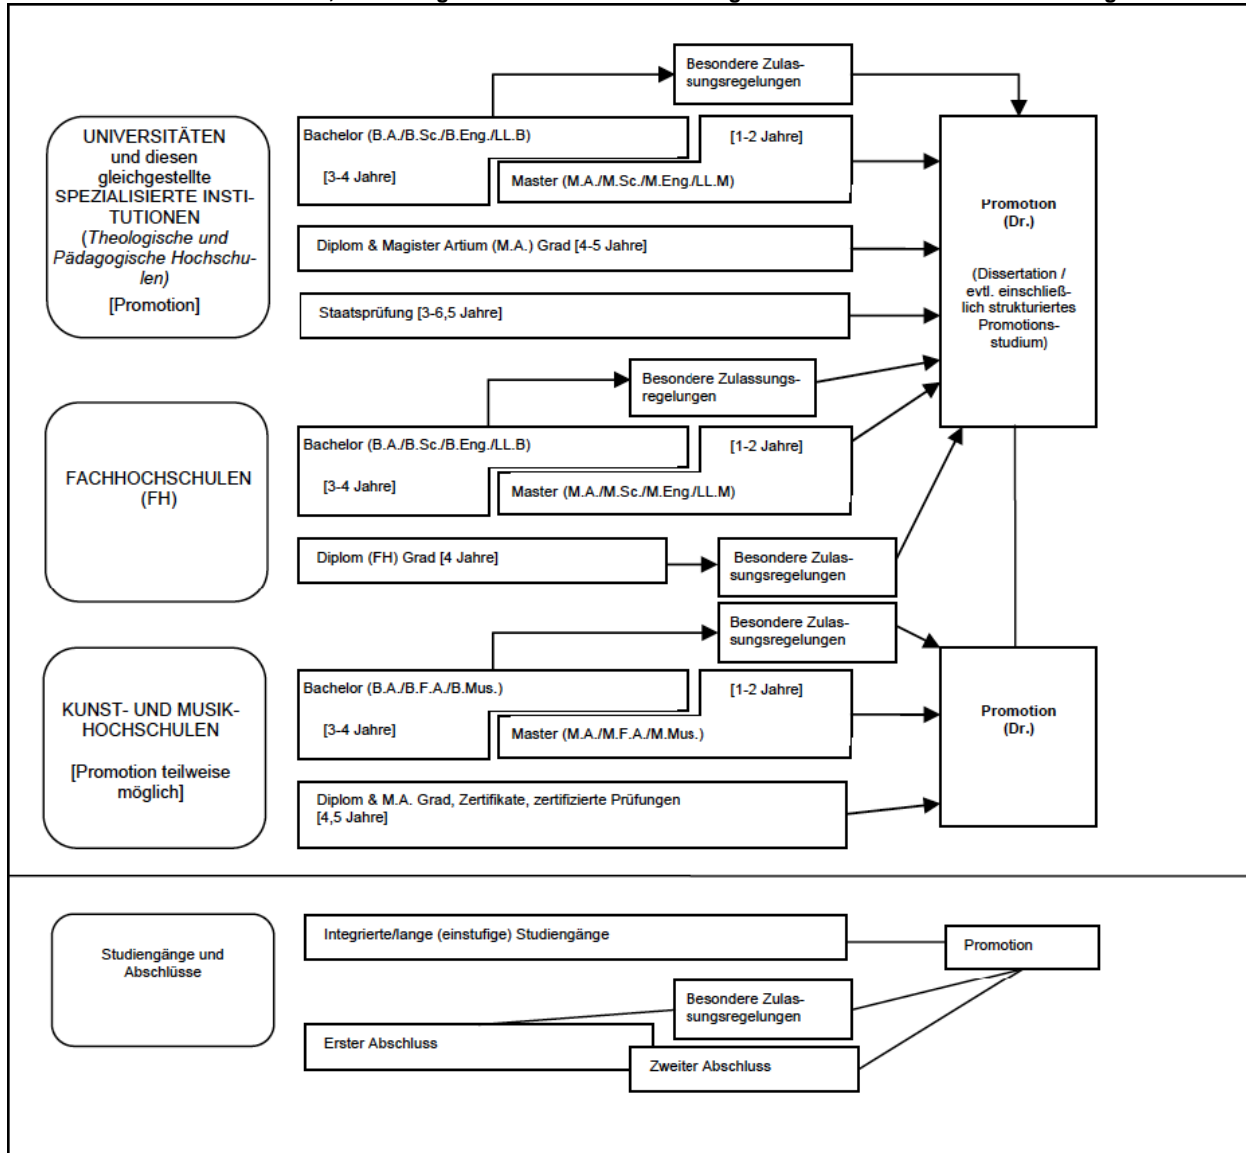 Besondere Zulas-
sungsregelungen
UNIVERSITÄTEN
und diesen
gleichgestellte
SPEZIALISIERTE INSTI-
TUTIONEN
(Theologische und
Pädagogische Hochschu-
len)
[Promotion]
Bachelor (B.A./B.Sc./B.Eng./LL.B)
[1-2 Jahre]
[3-4 Jahre]
Master (M.A./M.Sc./M.Eng./LL.M)
Diplom & Magister Artium (M.A.) Grad [4-5 Jahre]
Staatsprüfung [3-6,5 Jahre]
Promotion
(Dr.)
(Dissertation /
evtl. einschließ-
lich strukturiertes
Promotions-
studium)
Besondere Zulassungs-
regelungen
FACHHOCHSCHULEN
(FH)
Bachelor (B.A./B.Sc./B.Eng./LL.B)
[1-2 Jahre]
[3-4 Jahre]
Master (M.A./M.Sc./M.Eng./LL.M)
Diplom (FH) Grad [4 Jahre]
Besondere Zulas-
sungsregelungen
Besondere Zulas-
sungsregelungen
KUNST- UND MUSIK-
HOCHSCHULEN
[Promotion teilweise
möglich]
Bachelor (B.A./B.F.A./B.Mus.)
[1-2 Jahre]
[3-4 Jahre]
Master (M.A./M.F.A./M.Mus.)
Diplom & M.A. Grad, Zertifikate, zertifizierte Prüfungen
[4,5 Jahre]
Promotion
(Dr.)
Studiengänge und
Abschlüsse
Integrierte/lange (einstufige) Studiengänge
Promotion
Besondere Zulas-
sungsregelungen
Erster Abschluss
Zweiter Abschluss